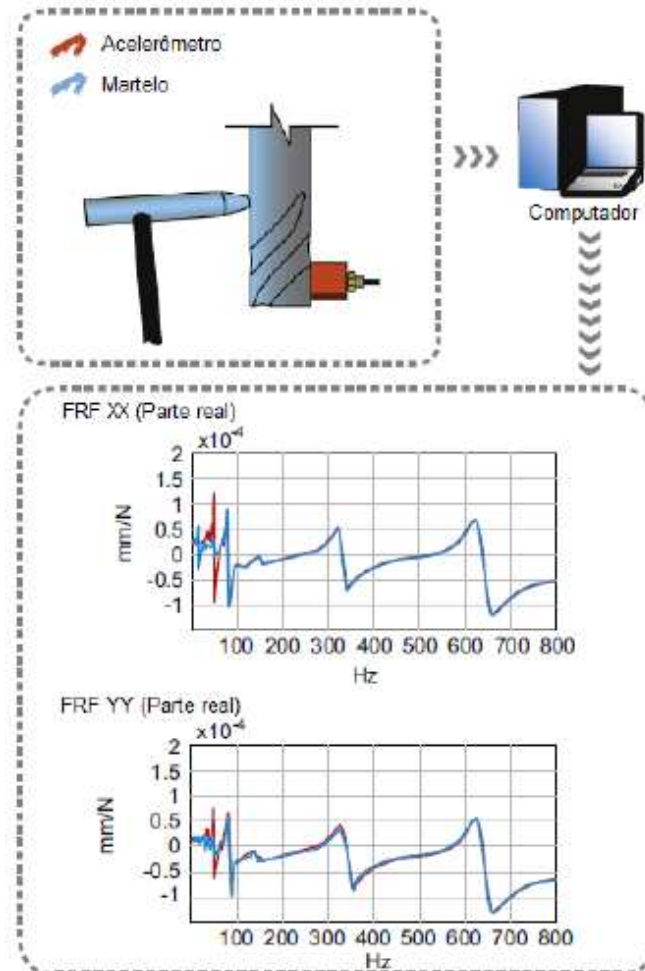 Acelerômetro
Martelo
Computador
FRF XX (Parte real)
x10⁻⁴
2
1.5
1
0.5
0
-0.5
-1
mm/N
100 200 300 400 500 600 700 800
Hz
FRF YY (Parte real)
x10⁻⁴
2
1.5
1
0.5
0
-0.5
-1
mm/N
100 200 300 400 500 600 700 800
Hz